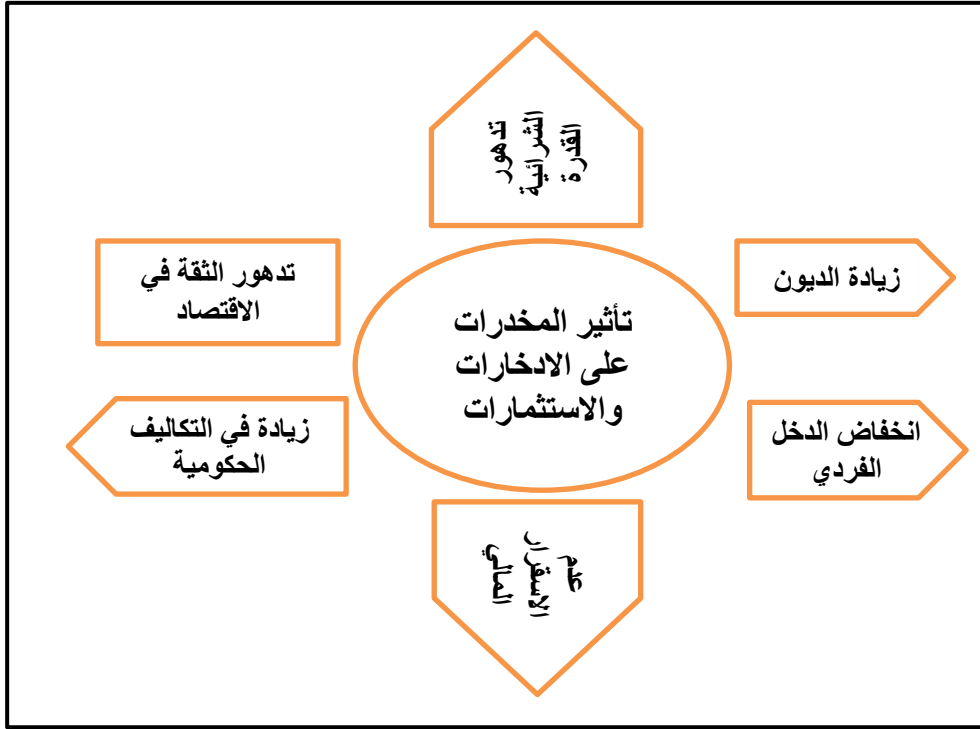 تدهور
الشرائية
القدرة
زيادة الديون
تدهور الثقة في
الاقتصاد
تأثير المخدرات
على الادخارات
والاستثمارات
انخفاض الدخل
الفردي
زيادة في التكاليف
الحكومية
عدم
الاسقرار
المالي